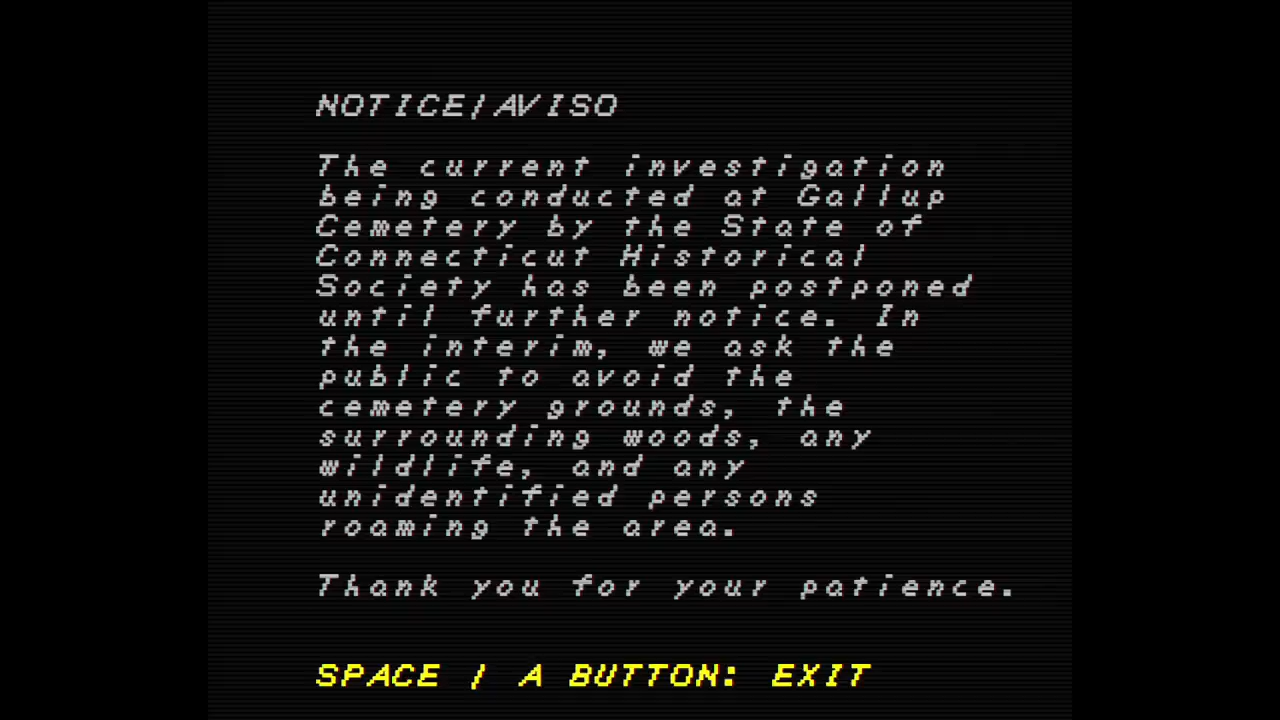 NOTICE/AVISO
The current investigation
being conducted at Gallup
Cemetery by the State of
Connecticut Historical
Society has been postponed
until further notice. In
the interim, we ask the
public to avoid the
cemetery grounds, the
surrounding woods, any
wildlife, and any
unidentified persons
roaming the area.
Thank you for your patience.
SPACE / A BUTTON: EXIT